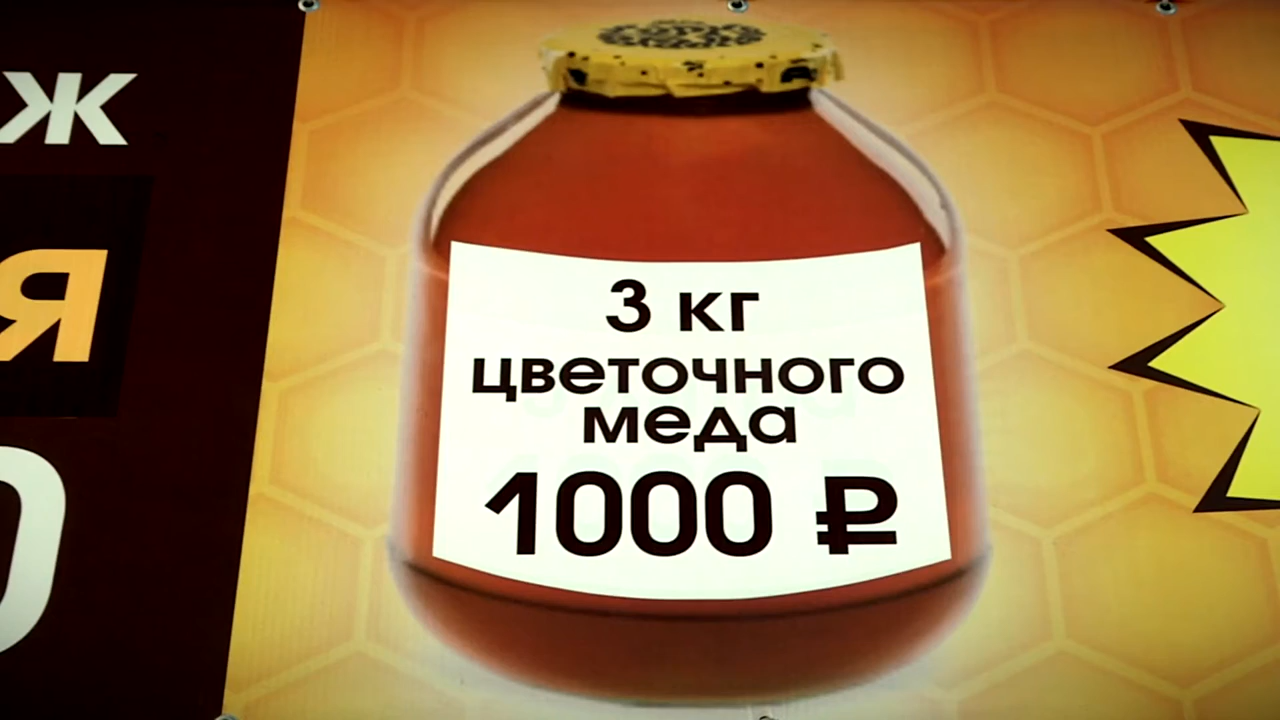 3 кг
цветочного
меда
1000 ₽